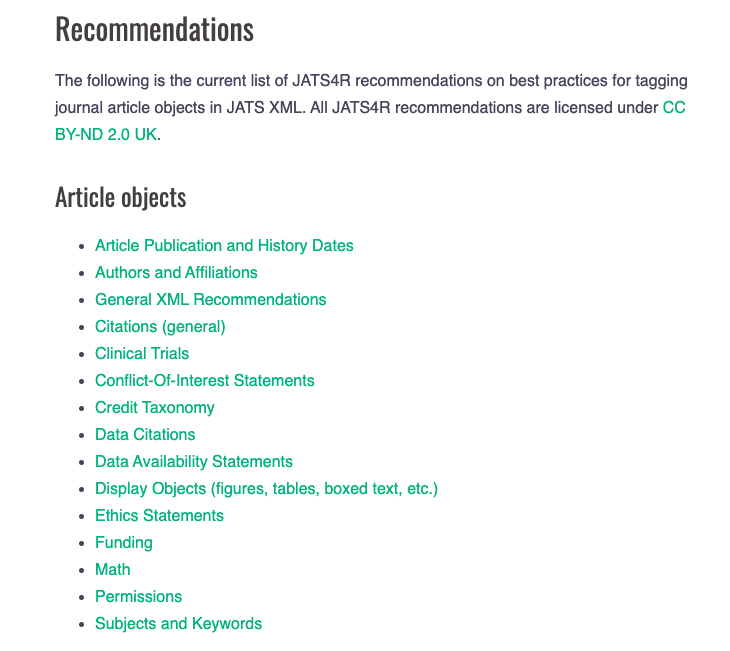 Recommendations
The following is the current list of JATS4R recommendations on best practices for tagging
journal article objects in JATS XML. All JATS4R recommendations are licensed under CC
BY-ND 2.0 UK.
Article objects
• Article Publication and History Dates
• Authors and Affiliations
• General XML Recommendations
• Citations (general)
• Clinical Trials
• Conflict-Of-Interest Statements
• Credit Taxonomy
• Data Citations
• Data Availability Statements
• Display Objects (figures, tables, boxed text, etc.)
• Ethics Statements
• Funding
• Math
• Permissions
• Subjects and Keywords